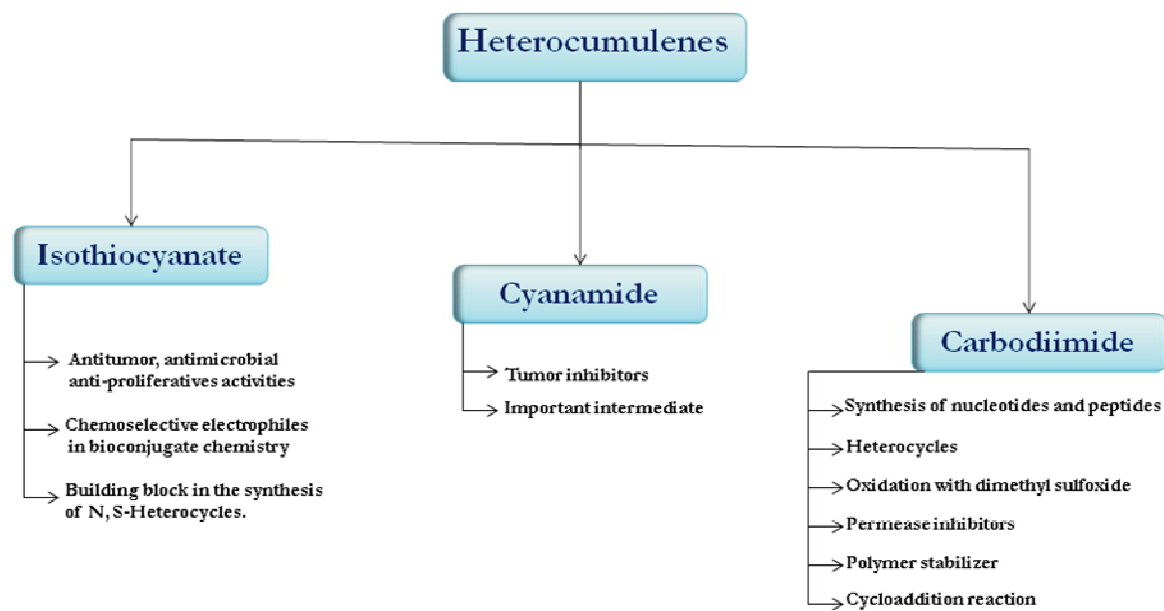 Heterocumulenes
Isothiocyanate
Antitumor, antimicrobial
anti-proliferatives activities
Chemoselective electrophiles
in bioconjugate chemistry
Building block in the synthesis
of N,S-Heterocycles.
Cyanamide
Tumor inhibitors
Important intermediate
Carbodiimide
Synthesis of nucleotides and peptides
Heterocycles
Oxidation with dimethyl sulfoxide
Permease inhibitors
Polymer stabilizer
Cycloaddition reaction